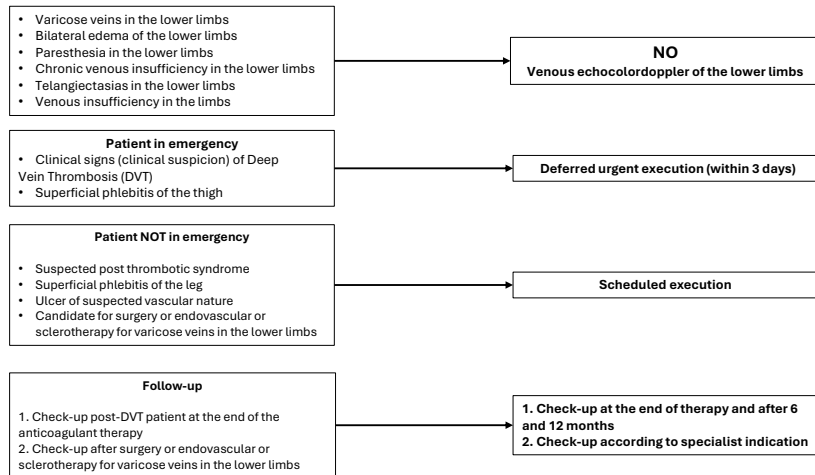 • Varicose veins in the lower limbs
• Bilateral edema of the lower limbs
• Paresthesia in the lower limbs
• Chronic venous insufficiency in the lower limbs
• Telangiectasias in the lower limbs
• Venous insufficiency in the limbs
NO
Venous echocolordoppler of the lower limbs
Patient in emergency
• Clinical signs (clinical suspicion) of Deep
Vein Thrombosis (DVT)
• Superficial phlebitis of the thigh
Deferred urgent execution (within 3 days)
Patient NOT in emergency
• Suspected post thrombotic syndrome
• Superficial phlebitis of the leg
• Ulcer of suspected vascular nature
• Candidate for surgery or endovascular or
sclerotherapy for varicose veins in the lower limbs
Scheduled execution
Follow-up
1. Check-up post-DVT patient at the end of the
anticoagulant therapy
2. Check-up after surgery or endovascular or
sclerotherapy for varicose veins in the lower limbs
1. Check-up at the end of therapy and after 6
and 12 months
2. Check-up according to specialist indication